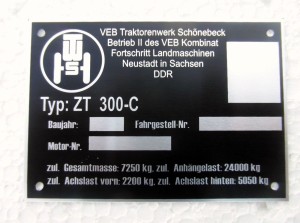 VEB Traktorenwerk Schönebeck
Betrieb II des VEB Kombinat
Fortschritt Landmaschinen
Neustadt in Sachsen
DDR
Typ: ZT 300-C
Baujahr: Fahrgestell-Nr.
Motor-Nr.
zul. Gesamtmasse: 7250 kg, zul. Anhängelast: 24000 kg
zul. Achslast vorn: 2200 kg, zul. Achslast hinten: 5050 kg